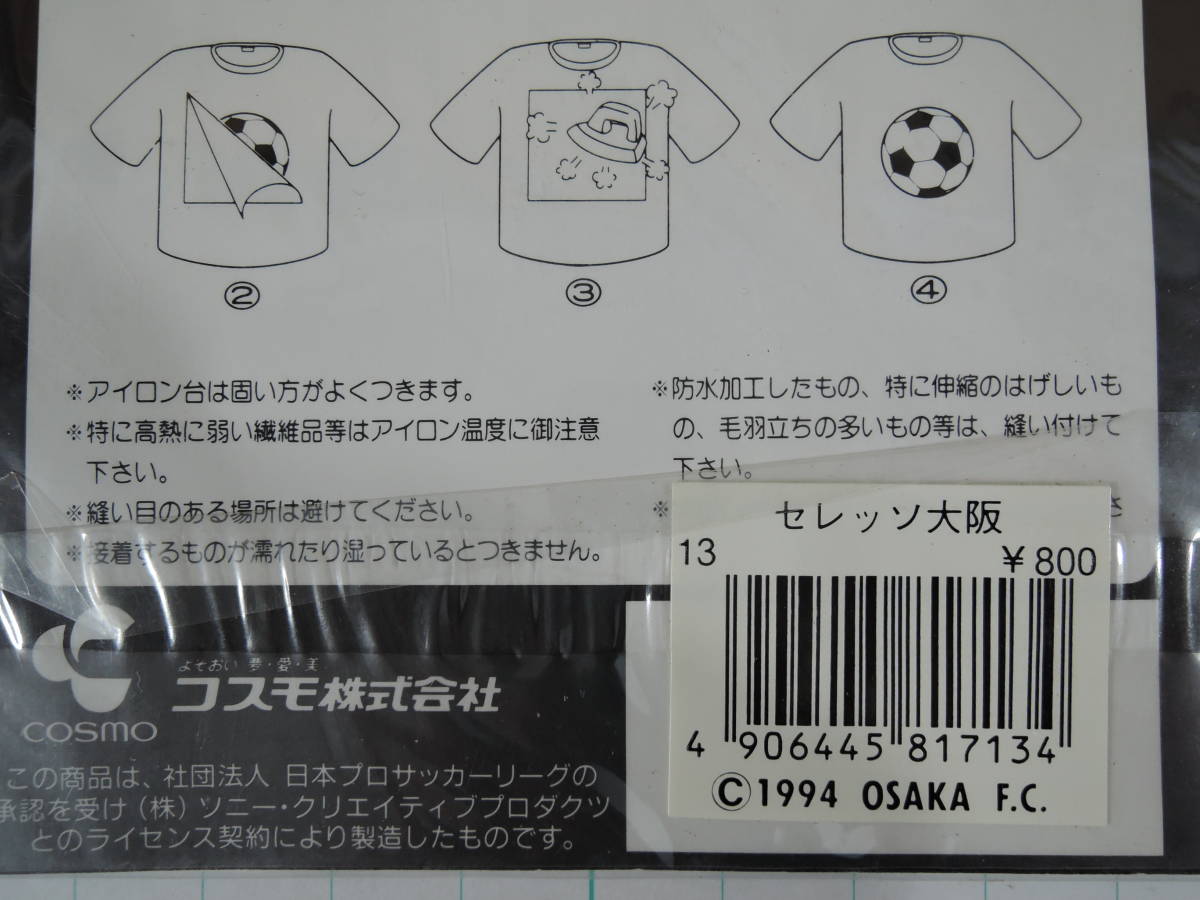 ② ③ ④
※アイロン台は固い方がよくつきます。
※特に高熱に弱い繊維品等はアイロン温度に御注意
下さい。
※縫い目のある場所は避けてください。
※接着するものが濡れたり湿っているとつきません。
※防水加工したもの、特に伸縮のはげしいも
の、毛羽立ちの多いもの等は、縫い付けて
下さい。
※
セレッソ大阪
13 ¥800
4 906445 817134
©1994 OSAKA F.C.
よそおい 夢・愛・美
コスモ株式会社
COSMO
この商品は、社団法人 日本プロサッカーリーグの
承認を受け(株)ソニー・クリエイティブプロダクツ
とのライセンス契約により製造したものです。